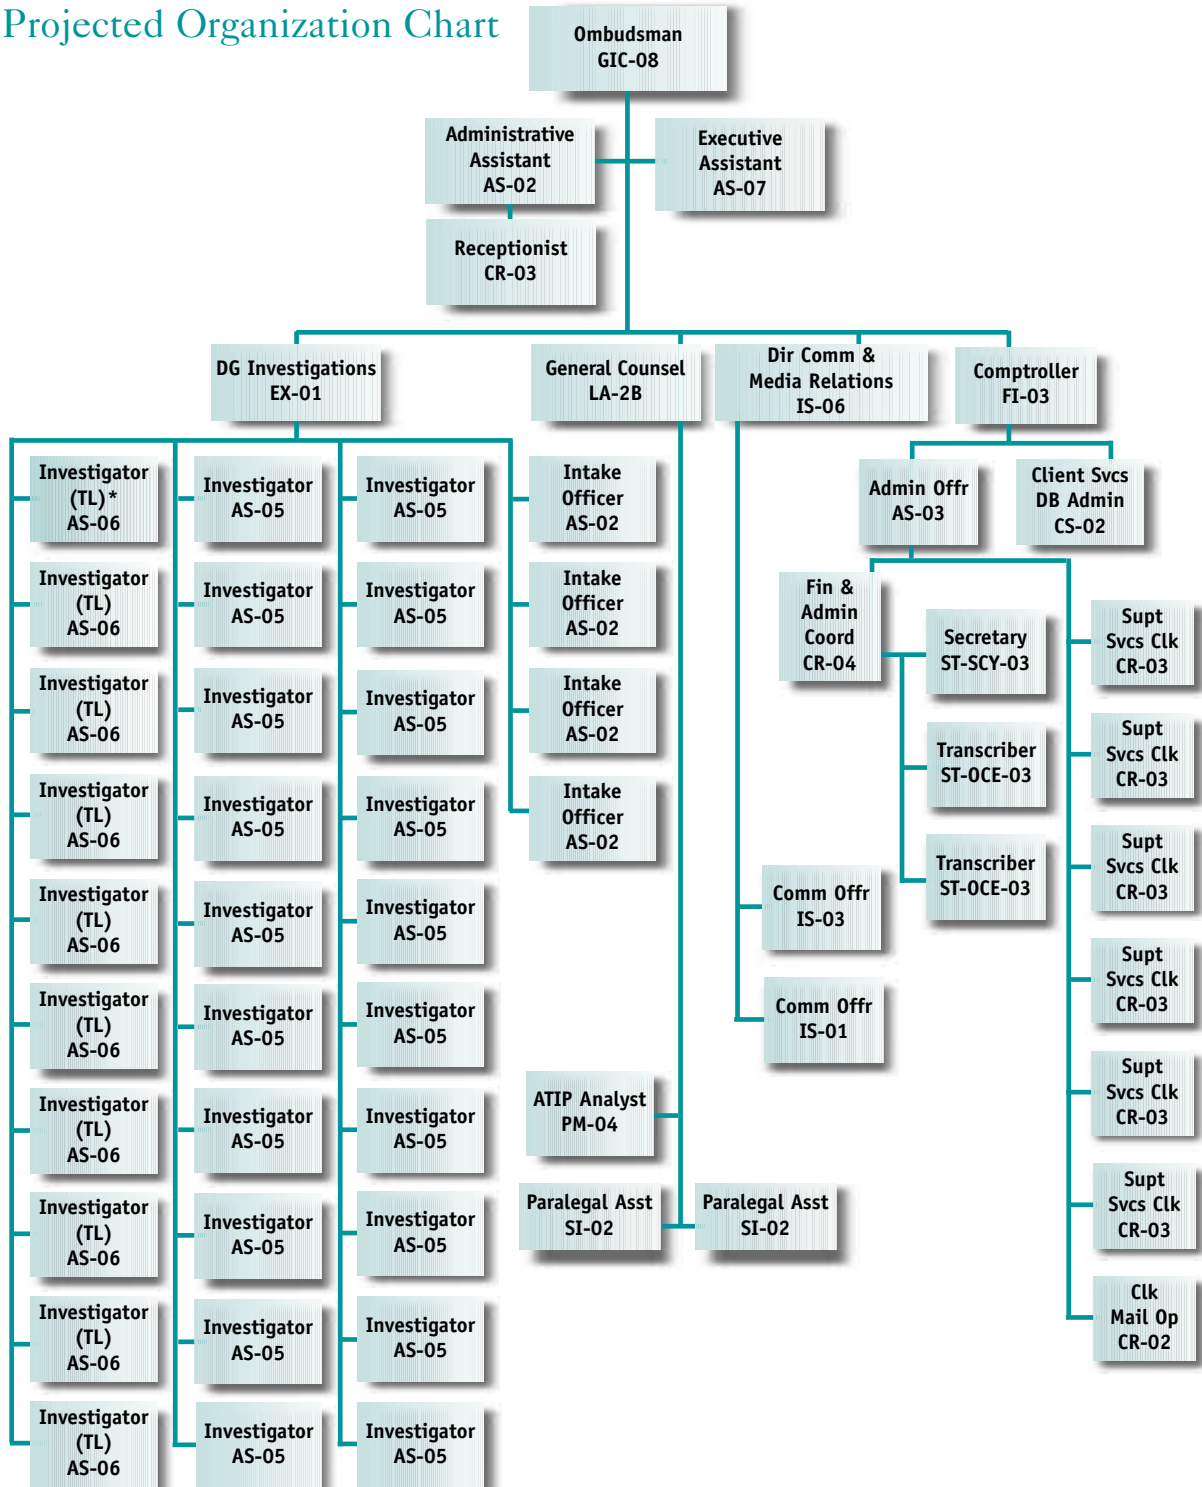 Projected Organization Chart
Ombudsman
GIC-08
Administrative
Assistant
AS-02
Executive
Assistant
AS-07
Receptionist
CR-03
DG Investigations
EX-01
General Counsel
LA-2B
Dir Comm &
Media Relations
IS-06
Comptroller
FI-03
Investigator
(TL)*
AS-06
Investigator
(TL)
AS-06
Investigator
(TL)
AS-06
Investigator
(TL)
AS-06
Investigator
(TL)
AS-06
Investigator
(TL)
AS-06
Investigator
(TL)
AS-06
Investigator
(TL)
AS-06
Investigator
(TL)
AS-06
Investigator
(TL)
AS-06
Investigator
AS-05
Investigator
AS-05
Investigator
AS-05
Investigator
AS-05
Investigator
AS-05
Investigator
AS-05
Investigator
AS-05
Investigator
AS-05
Investigator
AS-05
Investigator
AS-05
Investigator
AS-05
Investigator
AS-05
Investigator
AS-05
Investigator
AS-05
Investigator
AS-05
Investigator
AS-05
Investigator
AS-05
Investigator
AS-05
Investigator
AS-05
Investigator
AS-05
Intake
Officer
AS-02
Intake
Officer
AS-02
Intake
Officer
AS-02
Intake
Officer
AS-02
ATIP Analyst
PM-04
Paralegal Asst
SI-02
Paralegal Asst
SI-02
Comm Offr
IS-03
Comm Offr
IS-01
Admin Offr
AS-03
Client Svcs
DB Admin
CS-02
Fin &
Admin
Coord
CR-04
Secretary
ST-SCY-03
Transcriber
ST-OCE-03
Transcriber
ST-OCE-03
Supt
Svcs Clk
CR-03
Supt
Svcs Clk
CR-03
Supt
Svcs Clk
CR-03
Supt
Svcs Clk
CR-03
Supt
Svcs Clk
CR-03
Supt
Svcs Clk
CR-03
Clk
Mail Op
CR-02